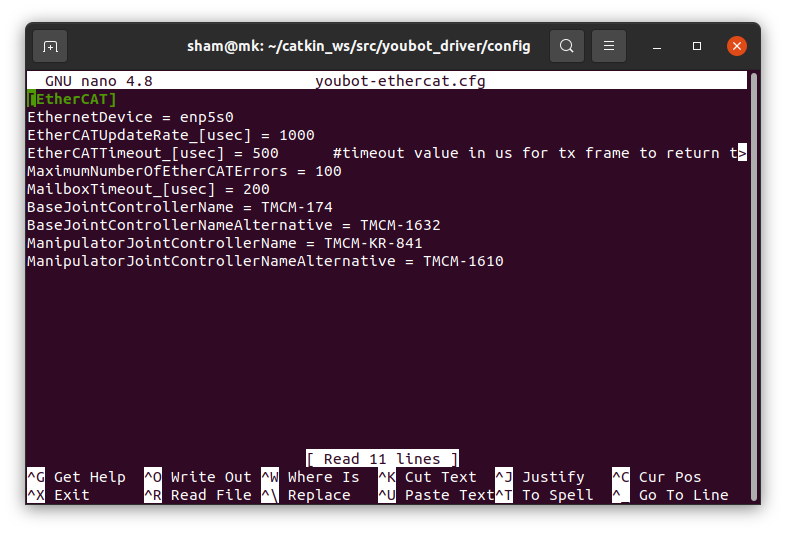 sham@mk: ~/catkin_ws/src/youbot_driver/config
GNU nano 4.8 youbot-ethercat.cfg
[EtherCAT]
EthernetDevice = enp5s0
EtherCATUpdateRate_[usec] = 1000
EtherCATTimeout_[usec] = 500 #timeout value in us for tx frame to return t>
MaximumNumberOfEtherCATErrors = 100
MailboxTimeout_[usec] = 200
BaseJointControllerName = TMCM-174
BaseJointControllerNameAlternative = TMCM-1632
ManipulatorJointControllerName = TMCM-KR-841
ManipulatorJointControllerNameAlternative = TMCM-1610
[ Read 11 lines ]
^G Get Help ^O Write Out ^W Where Is ^K Cut Text ^J Justify ^C Cur Pos
^X Exit ^R Read File ^\ Replace ^U Paste Text ^T To Spell ^_ Go To Line